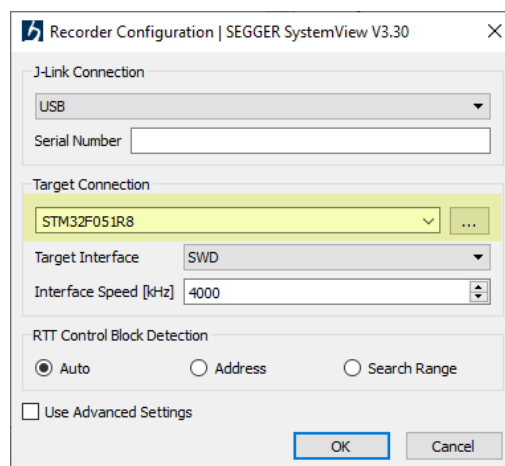 Recorder Configuration | SEGGER SystemView V3.30
J-Link Connection
USB
Serial Number
Target Connection
STM32F051R8
...
Target Interface
SWD
Interface Speed [kHz]
4000
RTT Control Block Detection
Auto
Address
Search Range
Use Advanced Settings
OK
Cancel